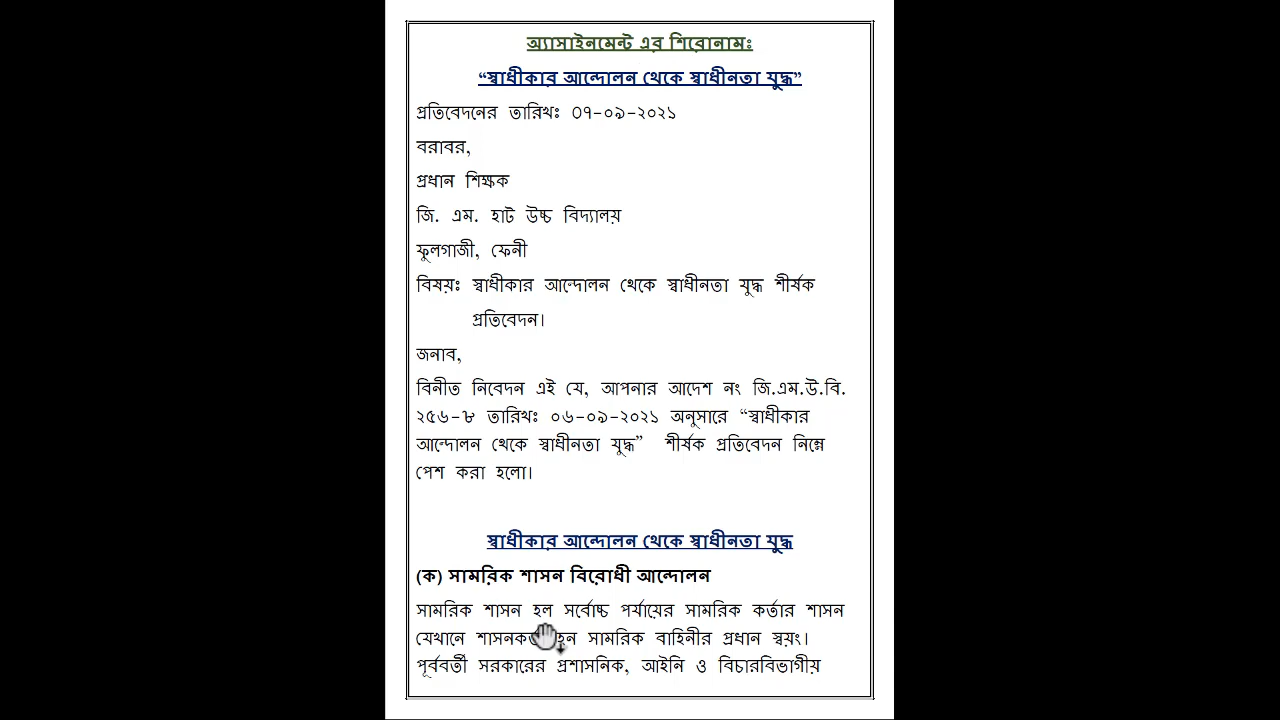 অ্যাসাইনমেন্ট এর শিরোনামঃ
“স্বাধীকার আন্দোলন থেকে স্বাধীনতা যুদ্ধ”
প্রতিবেদনের তারিখঃ ০৭-০৯-২০২১
বরাবর,
প্রধান শিক্ষক
জি. এম. হাট উচ্চ বিদ্যালয়
ফুলগাজী, ফেনী
বিষয়ঃ স্বাধীকার আন্দোলন থেকে স্বাধীনতা যুদ্ধ শীর্ষক
প্রতিবেদন।
জনাব,
বিনীত নিবেদন এই যে, আপনার আদেশ নং জি.এম.উ.বি.
২৫৬-৮ তারিখঃ ০৬-০৯-২০২১ অনুসারে “স্বাধীকার
আন্দোলন থেকে স্বাধীনতা যুদ্ধ” শীর্ষক প্রতিবেদন নিম্নে
পেশ করা হলো।
স্বাধীকার আন্দোলন থেকে স্বাধীনতা যুদ্ধ
(ক) সামরিক শাসন বিরোধী আন্দোলন
সামরিক শাসন হল সর্বোচ্চ পর্যায়ের সামরিক কর্তার শাসন
যেখানে সামরিক বাহিনীর প্রধান স্বয়ং।
পূর্ববর্তী সরকারের প্রশাসনিক, আইনি ও বিচারবিভাগীয়